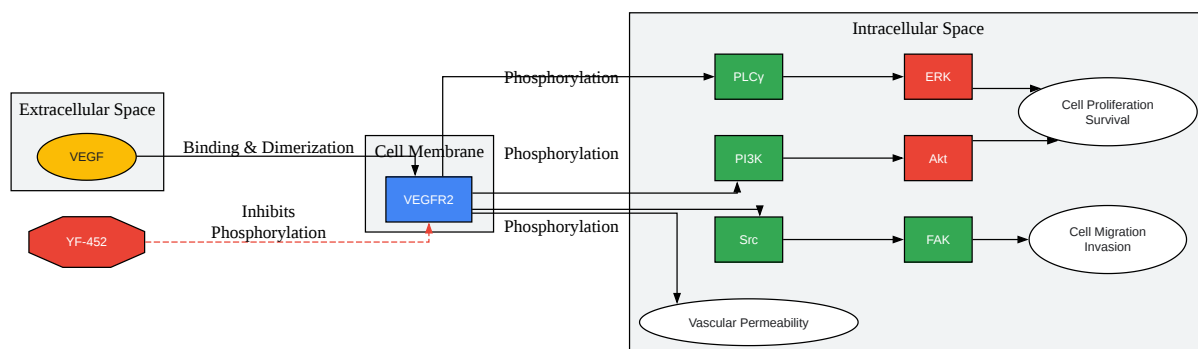 Intracellular Space
Phosphorylation
PLCγ
ERK
Cell Proliferation
Survival
Extracellular Space
VEGF
Binding & Dimerization
Cell Membrane
VEGFR2
Phosphorylation
PI3K
Akt
YF-452
Inhibits
Phosphorylation
Phosphorylation
Src
FAK
Cell Migration
Invasion
Vascular Permeability